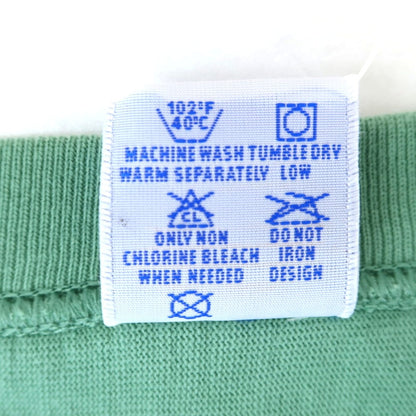 102°F
40°C
MACHINE WASH TUMBLE DRY
WARM SEPARATELY LOW
CL
ONLY NON DO NOT
CHLORINE BLEACH IRON
WHEN NEEDED DESIGN